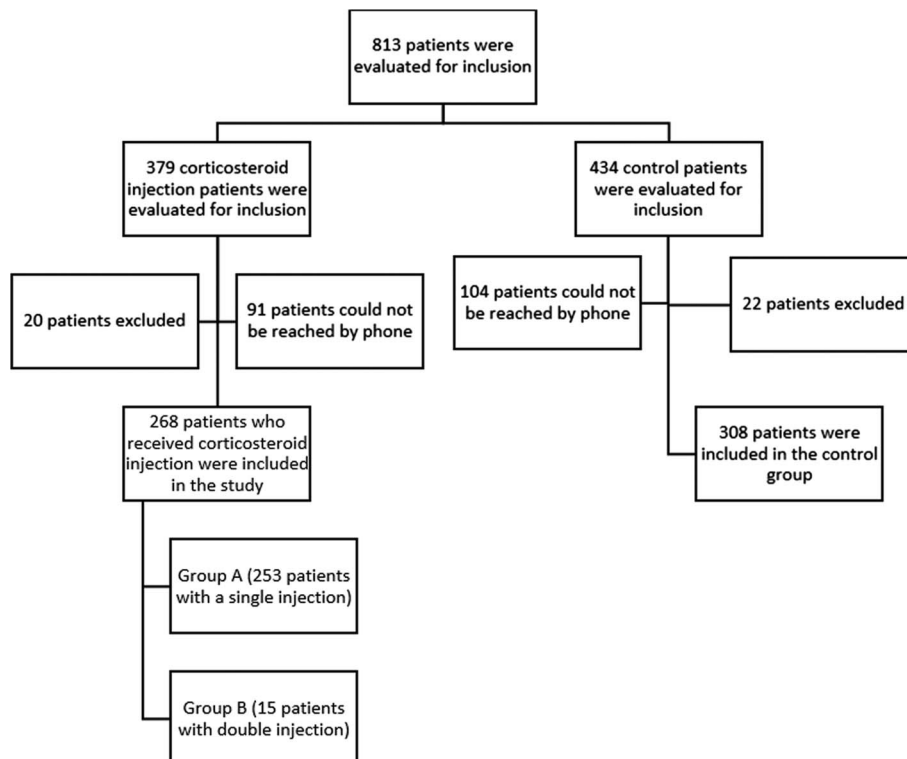 813 patients were
evaluated for inclusion
379 corticosteroid
injection patients were
evaluated for inclusion
434 control patients
were evaluated for
inclusion
20 patients excluded
91 patients could not
be reached by phone
104 patients could not
be reached by phone
22 patients excluded
268 patients who
received corticosteroid
injection were included
in the study
308 patients were
included in the control
group
Group A (253 patients
with a single injection)
Group B (15 patients
with double injection)